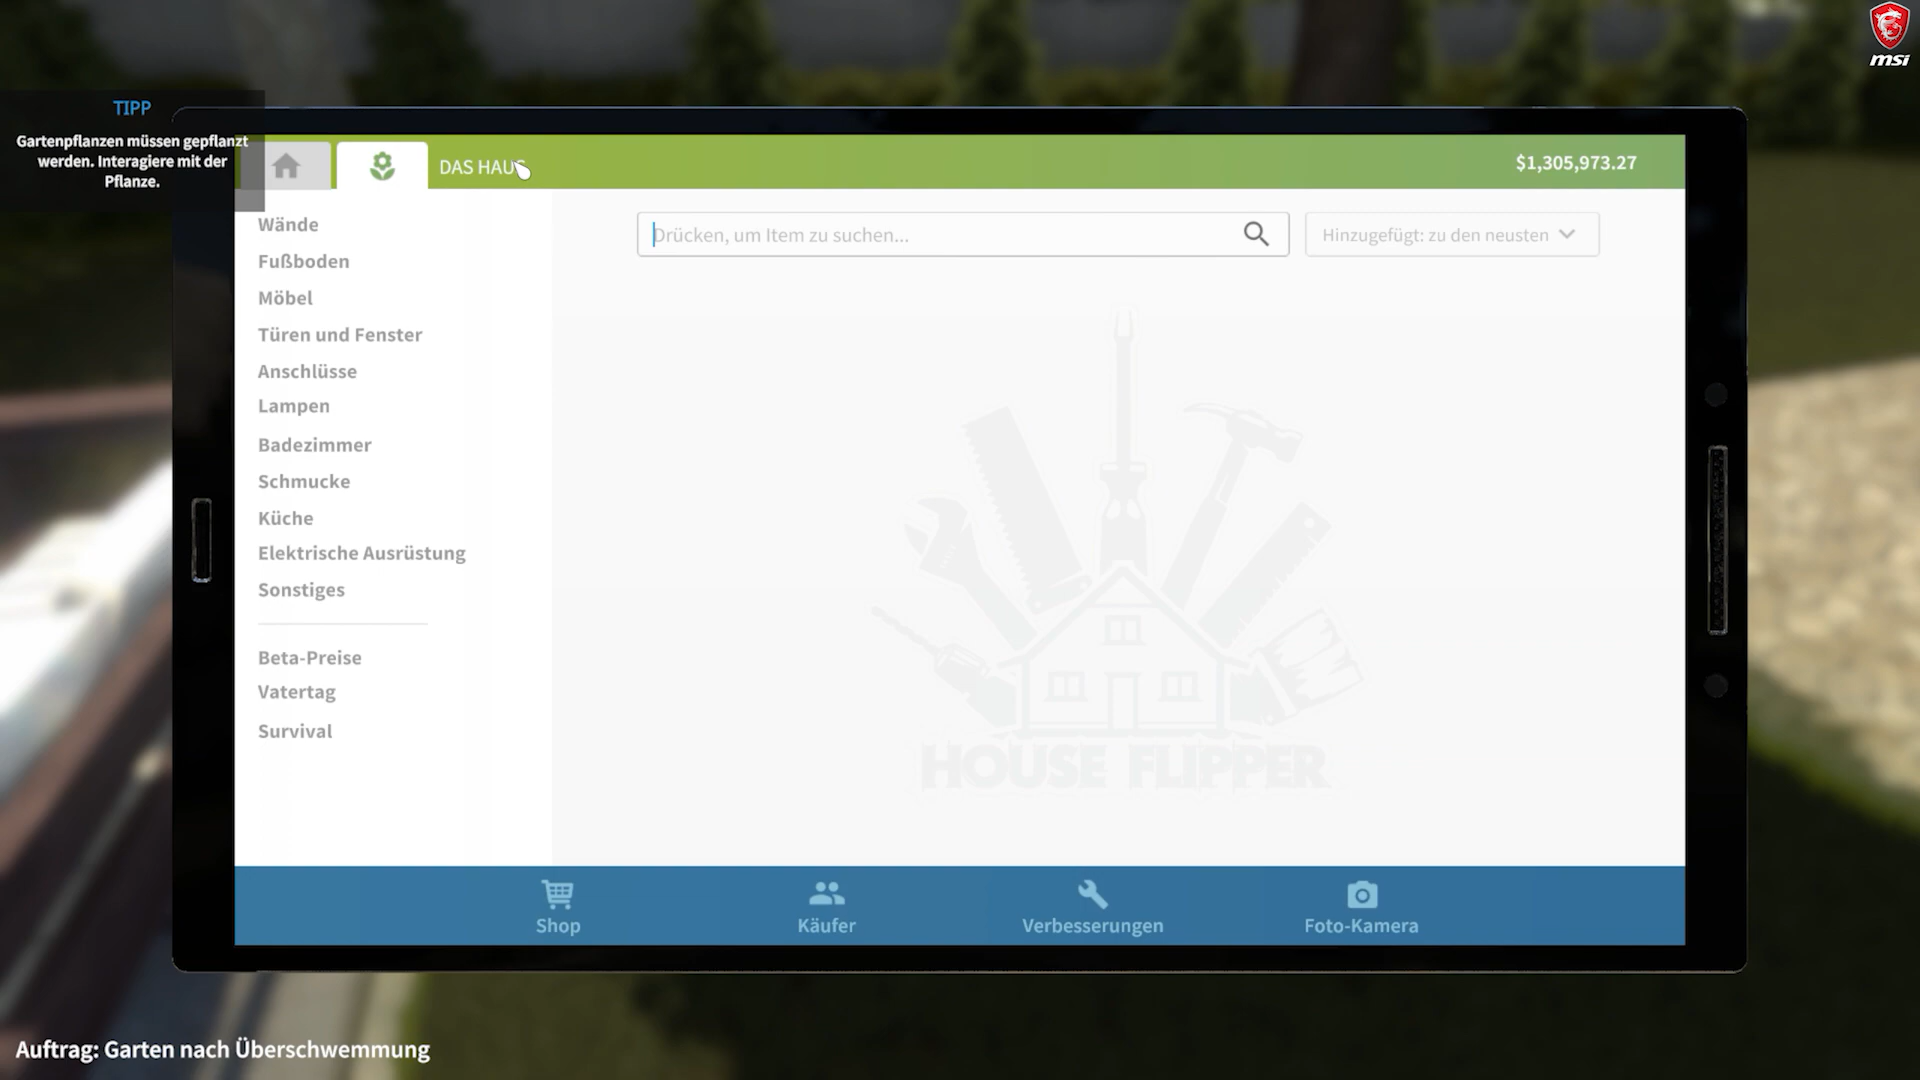 msi
TIPP
Gartenpflanzen müssen gepflanzt
werden. Interagiere mit der
Pflanze.
DAS HAUS
$1,305,973.27
Wände
Fußboden
Möbel
Türen und Fenster
Anschlüsse
Lampen
Badezimmer
Schmucke
Küche
Elektrische Ausrüstung
Sonstiges
Beta-Preise
Vatertag
Survival
Drücken, um Item zu suchen...
Hinzugefügt: zu den neusten
HOUSE FLIPPER
Shop
Käufer
Verbesserungen
Foto-Kamera
Auftrag: Garten nach Überschwemmung